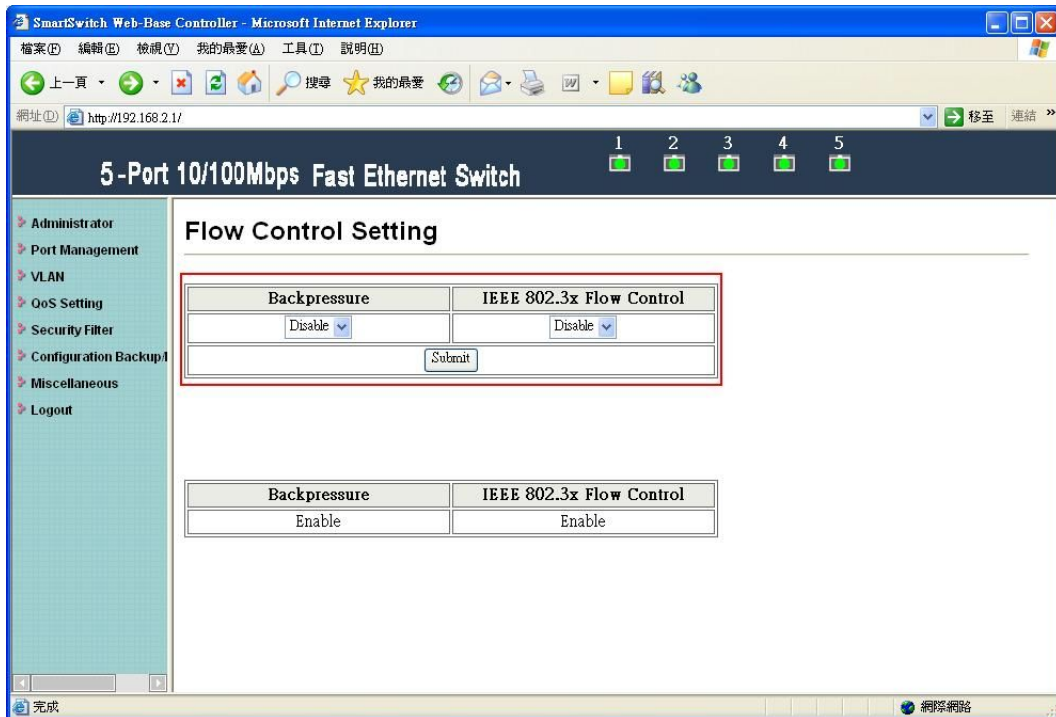 SmartSwitch Web-Base Controller - Microsoft Internet Explorer
檔案(F) 編輯(E) 檢視(V) 我的最愛(A) 工具(T) 說明(H)
上一頁 搜尋 我的最愛
網址(D) http://192.168.2.1/ 移至 連結 »
1 2 3 4 5
5-Port 10/100Mbps Fast Ethernet Switch
Administrator
Port Management
VLAN
QoS Setting
Security Filter
Configuration Backup/
Miscellaneous
Logout
Flow Control Setting
Backpressure IEEE 802.3x Flow Control
Disable Disable
Submit
Backpressure IEEE 802.3x Flow Control
Enable Enable
完成 網際網路